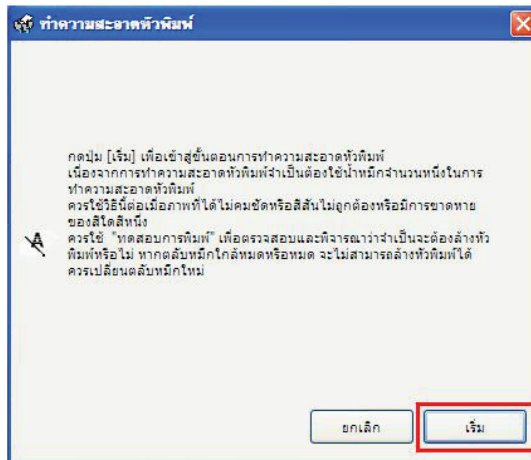 ทำความสะอาดหัวพิมพ์
กดปุ่ม [เริ่ม] เพื่อเข้าสู่ขั้นตอนการทำความสะอาดหัวพิมพ์
เนื่องจากการทำความสะอาดหัวพิมพ์จำเป็นต้องใช้น้ำหมึกจำนวนหนึ่งในการ
ทำความสะอาดหัวพิมพ์
ควรใช้วิธีนี้ต่อเมื่อภาพที่ได้ไม่คมชัดหรือสีสันไม่ถูกต้องหรือมีการขาดหาย
ของสีใดสีหนึ่ง
ควรใช้ "ทดสอบการพิมพ์" เพื่อตรวจสอบและพิจารณาว่าจำเป็นจะต้องล้างหัว
พิมพ์หรือไม่ หากตลับหมึกใกล้หมดหรือหมด จะไม่สามารถล้างหัวพิมพ์ได้
ควรเปลี่ยนตลับหมึกใหม่
ยกเลิก
เริ่ม